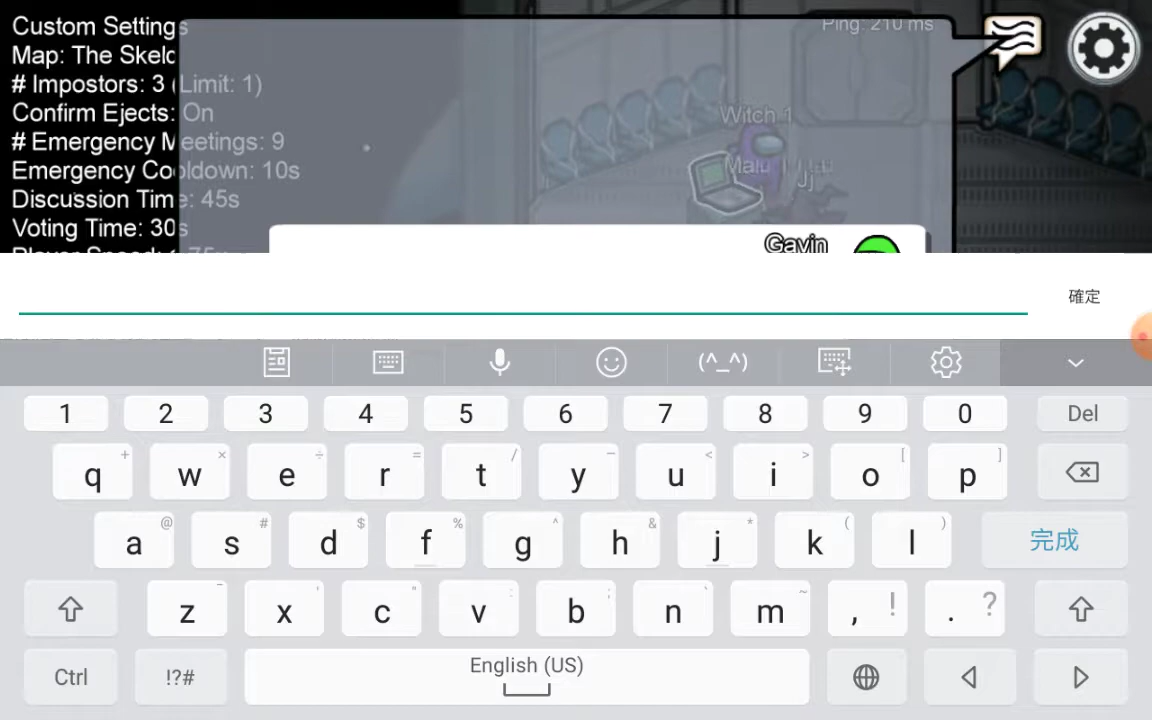 Custom Settings
Map: The Skeld
# Impostors: 3 (Limit: 1)
Confirm Ejects: On
# Emergency Meetings: 9
Emergency Cooldown: 10s
Discussion Time: 45s
Voting Time: 30s
Player Speed: 
Ping: 210 ms
Witch 1
Gavin
確定
(^_^)
1 2 3 4 5 6 7 8 9 0 Del
q + w × e ÷ r = t / y − u < i > o [ p ]
a @ s # d $ f % g ^ h & j * k ( l ) 完成
z - x ' c " v : b ; n ` m ~ , ! . ?
Ctrl !?# English (US)